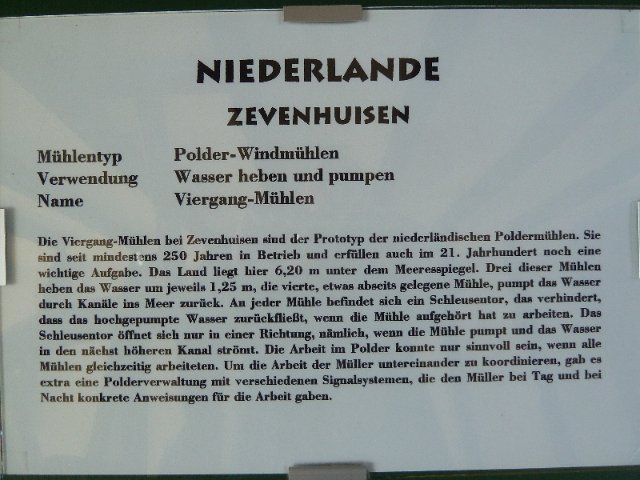 NIEDERLANDE
ZEVENHUISEN
Mühlentyp Polder-Windmühlen
Verwendung Wasser heben und pumpen
Name Viergang-Mühlen
Die Viergang-Mühlen bei Zevenhuisen sind der Prototyp der niederländischen Poldermühlen. Sie
sind seit mindestens 250 Jahren in Betrieb und erfüllen auch im 21. Jahrhundert noch eine
wichtige Aufgabe. Das Land liegt hier 6,20 m unter dem Meeresspiegel. Drei dieser Mühlen
heben das Wasser um jeweils 1,25 m, die vierte, etwas abseits gelegene Mühle, pumpt das Wasser
durch Kanäle ins Meer zurück. An jeder Mühle befindet sich ein Schleusentor, das verhindert,
dass das hochgepumpte Wasser zurückfließt, wenn die Mühle aufgehört hat zu arbeiten. Das
Schleusentor öffnet sich nur in einer Richtung, nämlich, wenn die Mühle pumpt und das Wasser
in den nächst höheren Kanal strömt. Die Arbeit im Polder konnte nur sinnvoll sein, wenn alle
Mühlen gleichzeitig arbeiteten. Um die Arbeit der Müller untereinander zu koordinieren, gab es
extra eine Polderverwaltung mit verschiedenen Signalsystemen, die den Müller bei Tag und bei
Nacht konkrete Anweisungen für die Arbeit gaben.